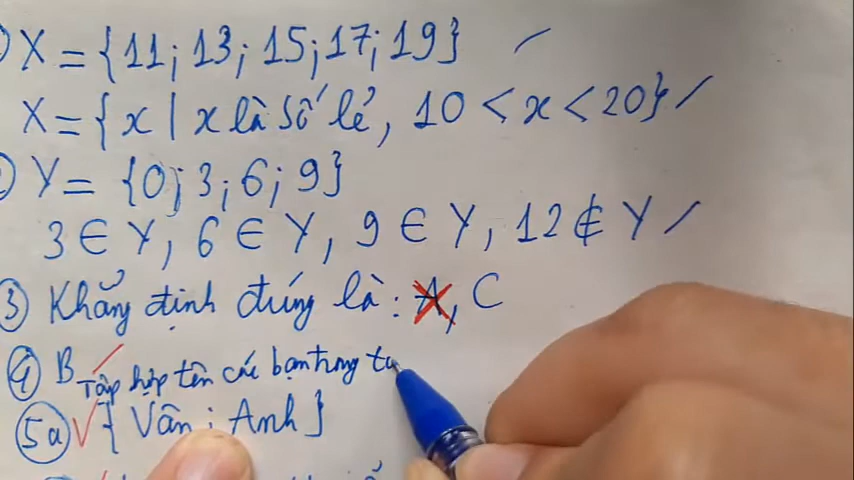 X = {11; 13; 15; 17; 19}
X = {x | x là số lẻ, 10 < x < 20}
Y = {0; 3; 6; 9}
3 ∈ Y, 6 ∈ Y, 9 ∈ Y, 12 ∉ Y
③ Khẳng định đúng là: A, C
④ B Tập hợp tên các bạn trong
5a { Vân; Anh}